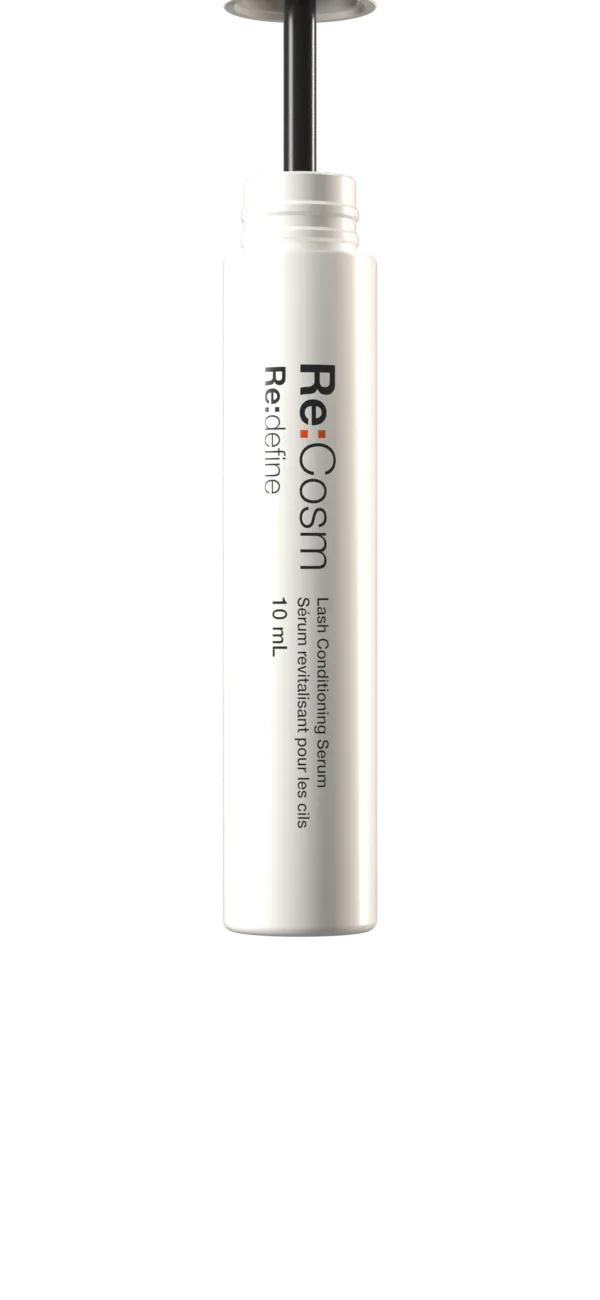 Re:Cosm
Re:define
Lash Conditioning Serum
Sérum revitalisant pour les cils
10 mL